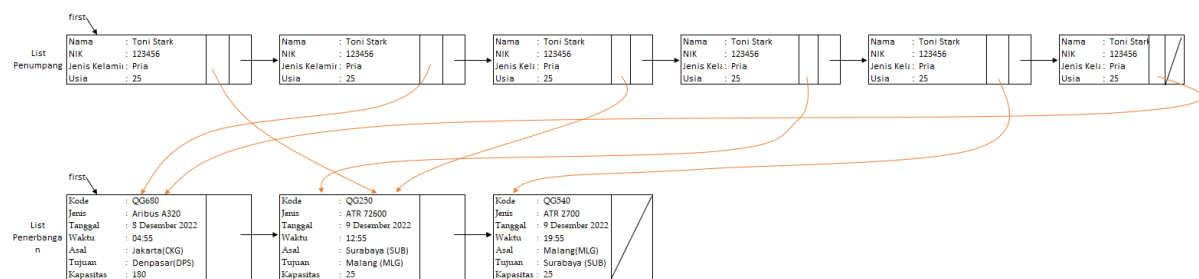 first
List
Penumpang
Nama : Toni Stark
NIK : 123456
Jenis Kelamin : Pria
Usia : 25
Nama : Toni Stark
NIK : 123456
Jenis Kelamin : Pria
Usia : 25
Nama : Toni Stark
NIK : 123456
Jenis Kela : Pria
Usia : 25
Nama : Toni Stark
NIK : 123456
Jenis Kela : Pria
Usia : 25
Nama : Toni Stark
NIK : 123456
Jenis Kela : Pria
Usia : 25
Nama : Toni Stark
NIK : 123456
Jenis Kela : Pria
Usia : 25
first
List
Penerbanga
n
Kode : QG680
Jenis : Aribus A320
Tanggal : 8 Desember 2022
Waktu : 04:55
Asal : Jakarta(CKG)
Tujuan : Denpasar(DPS)
Kapasitas : 180
Kode : QG250
Jenis : ATR 72600
Tanggal : 9 Desember 2022
Waktu : 12:55
Asal : Surabaya (SUB)
Tujuan : Malang (MLG)
Kapasitas : 25
Kode : QG540
Jenis : ATR 2700
Tanggal : 9 Desember 2022
Waktu : 19:55
Asal : Malang(MLG)
Tujuan : Surabaya (SUB)
Kapasitas : 25